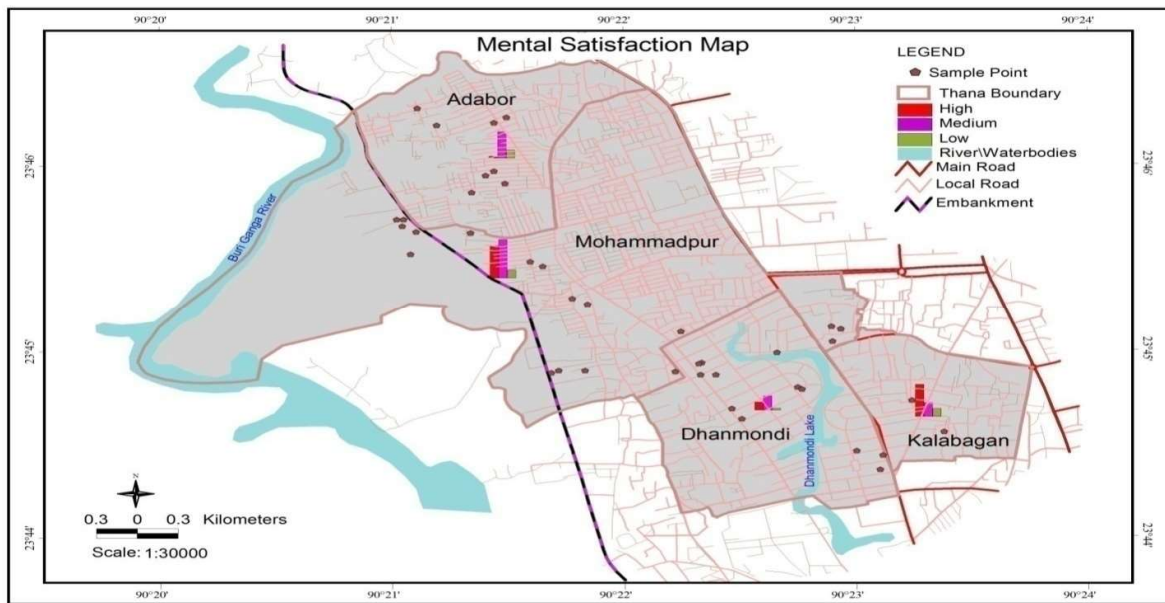 90°20' 90°21' 90°22' 90°23' 90°24'
Mental Satisfaction Map
LEGEND
Sample Point
Thana Boundary
High
Medium
Low
River\Waterbodies
Main Road
Local Road
Embankment
Adabor
23°46' 23°46'
Buri Ganga River
Mohammadpur
23°45' 23°45'
Dhanmondi
Kalabagan
Dhanmondi Lake
N
0.3 0 0.3 Kilometers
Scale: 1:30000
23°44' 23°44'
90°20' 90°21' 90°22' 90°23' 90°24'